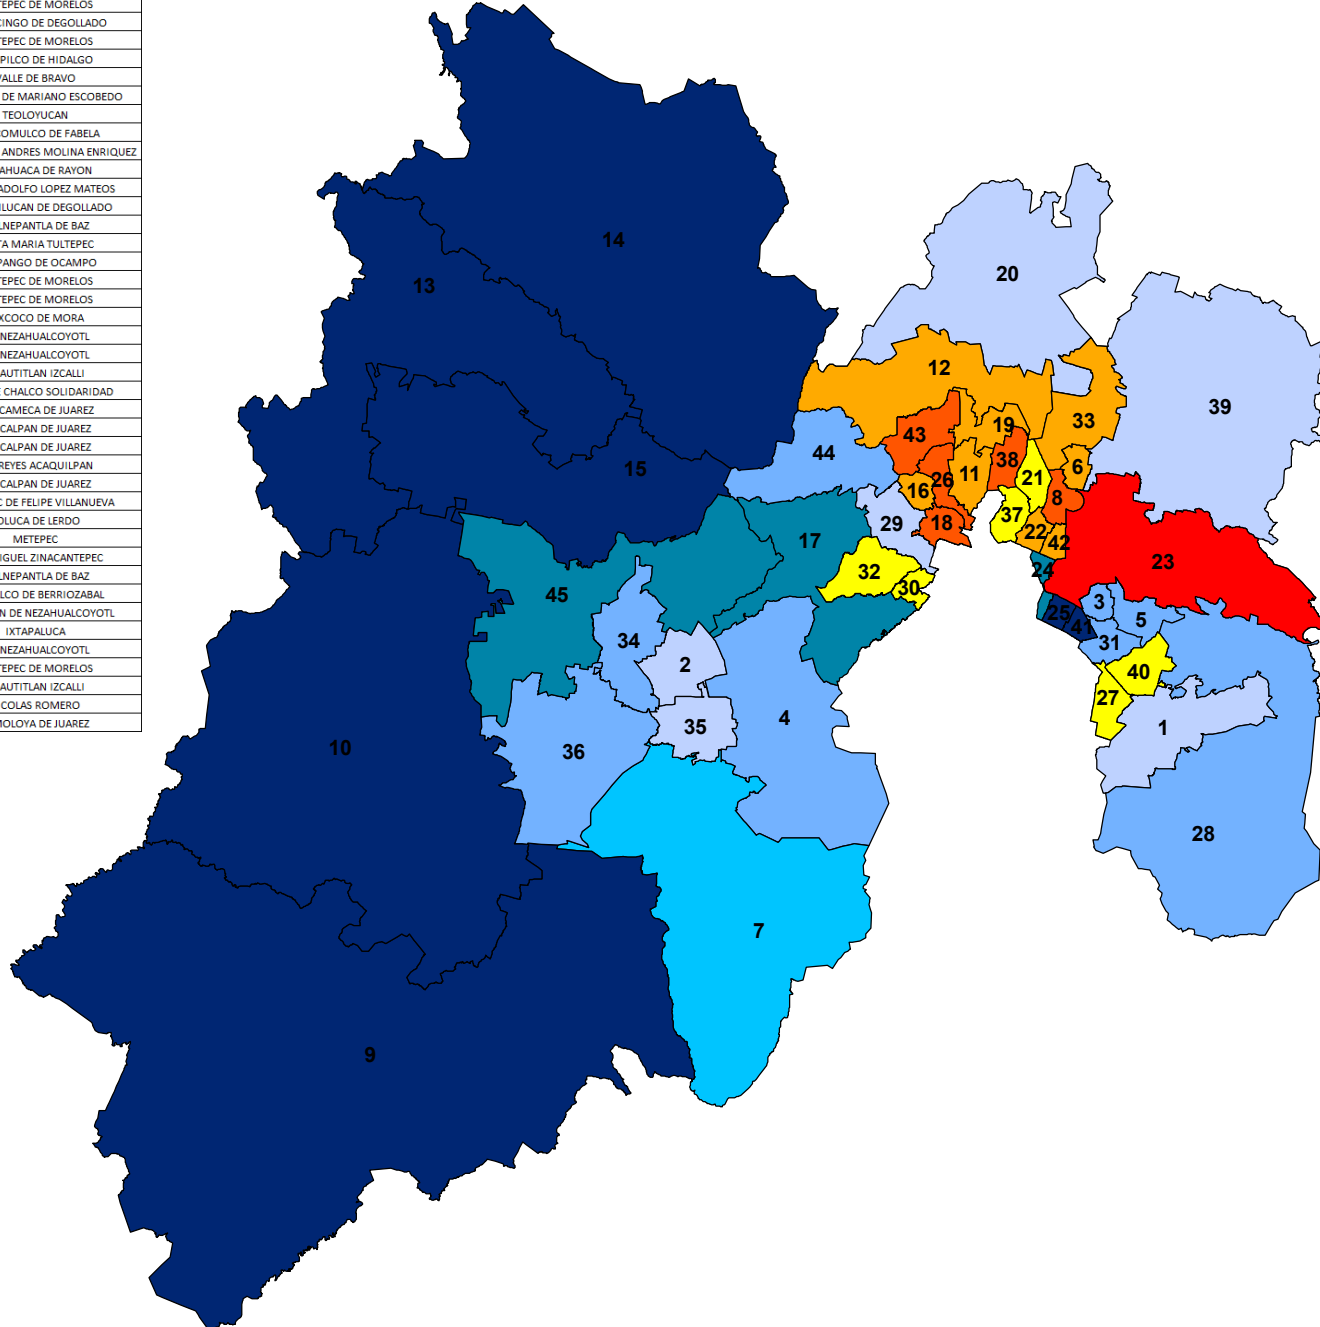 TEPEC DE MORELOS
CINGO DE DEGOLLADO
TEPEC DE MORELOS
PILCO DE HIDALGO
VALLE DE BRAVO
DE MARIANO ESCOBEDO
TEOLOYUCAN
OMULCO DE FABELA
ANDRES MOLINA ENRIQUEZ
AHUACA DE RAYON
ADOLFO LOPEZ MATEOS
ILUCAN DE DEGOLLADO
LNEPANTLA DE BAZ
TA MARIA TULTEPEC
PANGO DE OCAMPO
TEPEC DE MORELOS
TEPEC DE MORELOS
XCOCO DE MORA
NEZAHUALCOYOTL
NEZAHUALCOYOTL
AUTITLAN IZCALLI
E CHALCO SOLIDARIDAD
CAMECA DE JUAREZ
CALPAN DE JUAREZ
CALPAN DE JUAREZ
REYES ACAQUILPAN
CALPAN DE JUAREZ
C DE FELIPE VILLANUEVA
OLUCA DE LERDO
METEPEC
IGUEL ZINACANTEPEC
LNEPANTLA DE BAZ
LCO DE BERRIOZABAL
N DE NEZAHUALCOYOTL
IXTAPALUCA
NEZAHUALCOYOTL
TEPEC DE MORELOS
AUTITLAN IZCALLI
COLAS ROMERO
MOLOYA DE JUAREZ
14
20
13
12
39
33
19
43
44
38
6
15
11
21
26
16
8
37
29
18
22
42
17
23
24
32
30
45
3
25
5
41
34
31
2
40
27
4
35
1
10
36
28
7
9